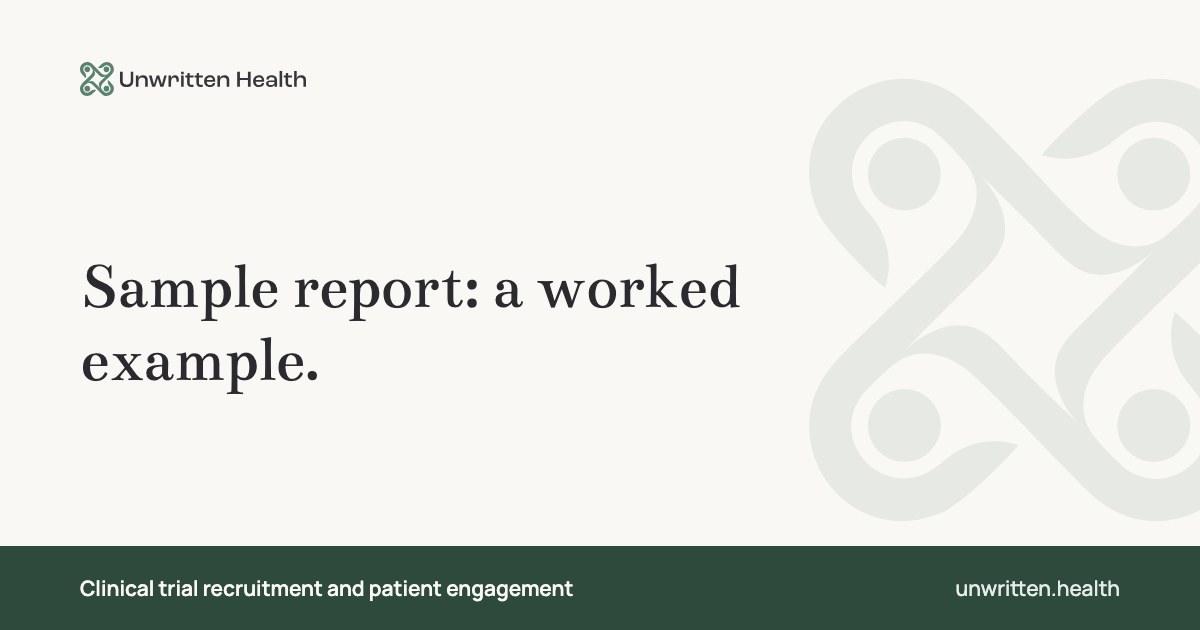 Unwritten Health
Sample report: a worked
example.
Clinical trial recruitment and patient engagement
unwritten.health